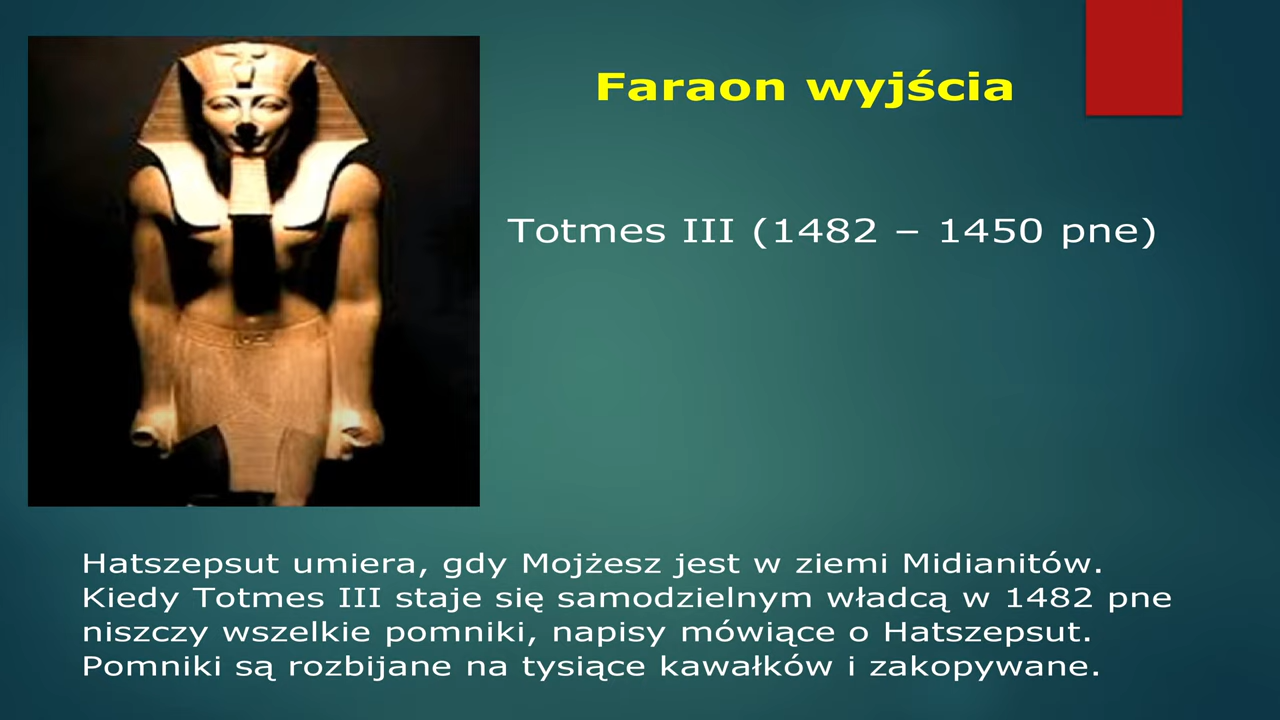 Faraon wyjścia
Totmes III (1482 – 1450 pne)
Hatszepsut umiera, gdy Mojżesz jest w ziemi Midianitów.
Kiedy Totmes III staje się samodzielnym władcą w 1482 pne
niszczy wszelkie pomniki, napisy mówiące o Hatszepsut.
Pomniki są rozbijane na tysiące kawałków i zakopywane.